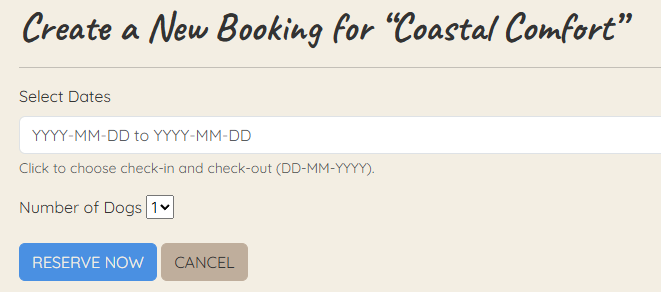 Create a New Booking for “Coastal Comfort”
Select Dates
YYYY-MM-DD to YYYY-MM-DD
Click to choose check-in and check-out (DD-MM-YYYY).
Number of Dogs 1
RESERVE NOW CANCEL